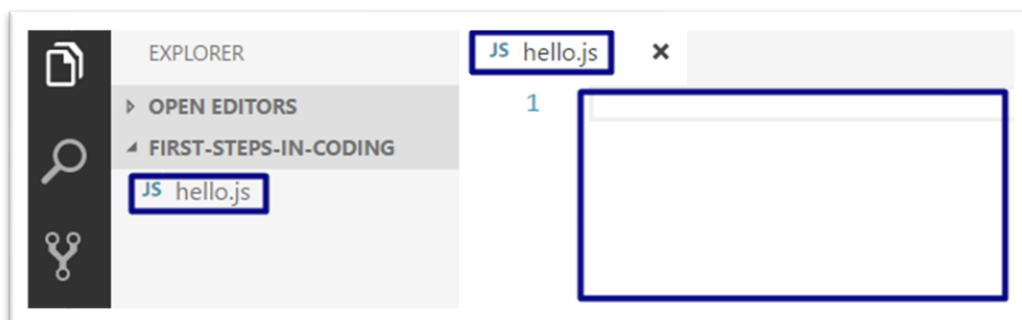 EXPLORER
OPEN EDITORS
FIRST-STEPS-IN-CODING
JS hello.js
JS hello.js
1